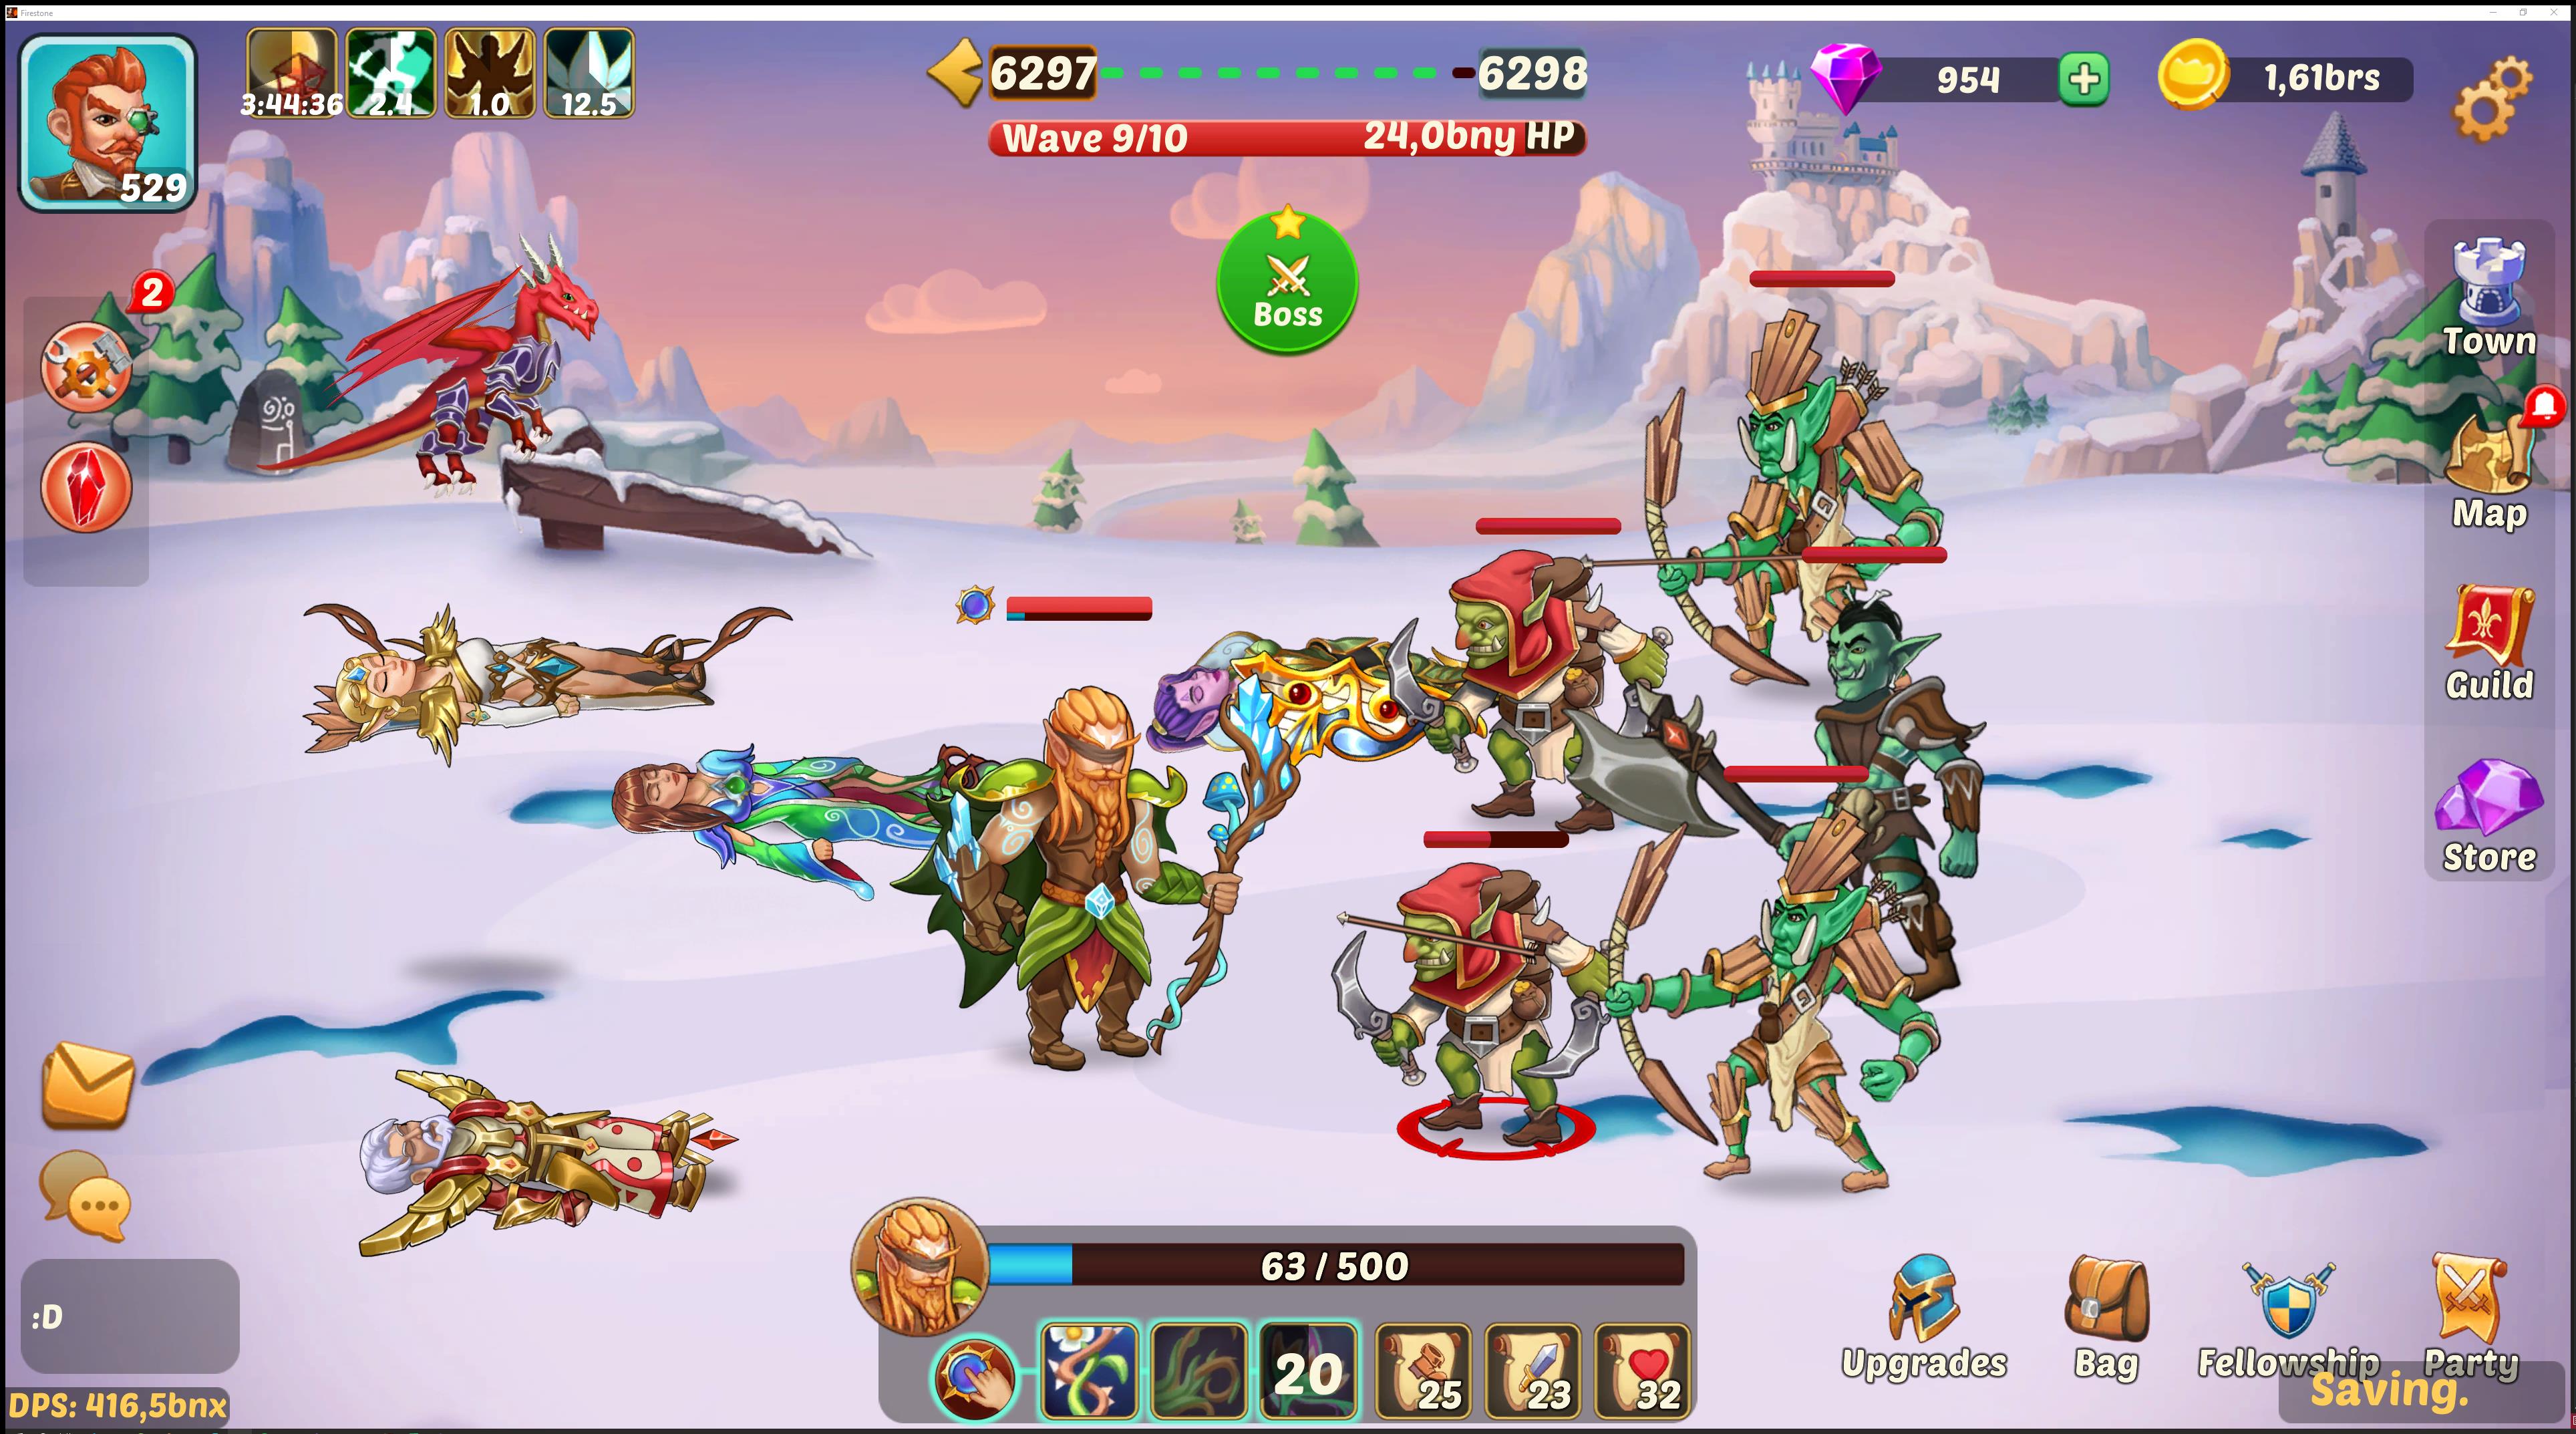 Firestone
6297 6298
954
1,61brs
3:44:36 2.4 1.0 12.5
Wave 9/10 24,0bny HP
529
2
Boss
Town
Map
Guild
Store
63 / 500
:D
20 25 23 32
Upgrades Bag Fellowship Party
DPS: 416,5bnx
Saving.